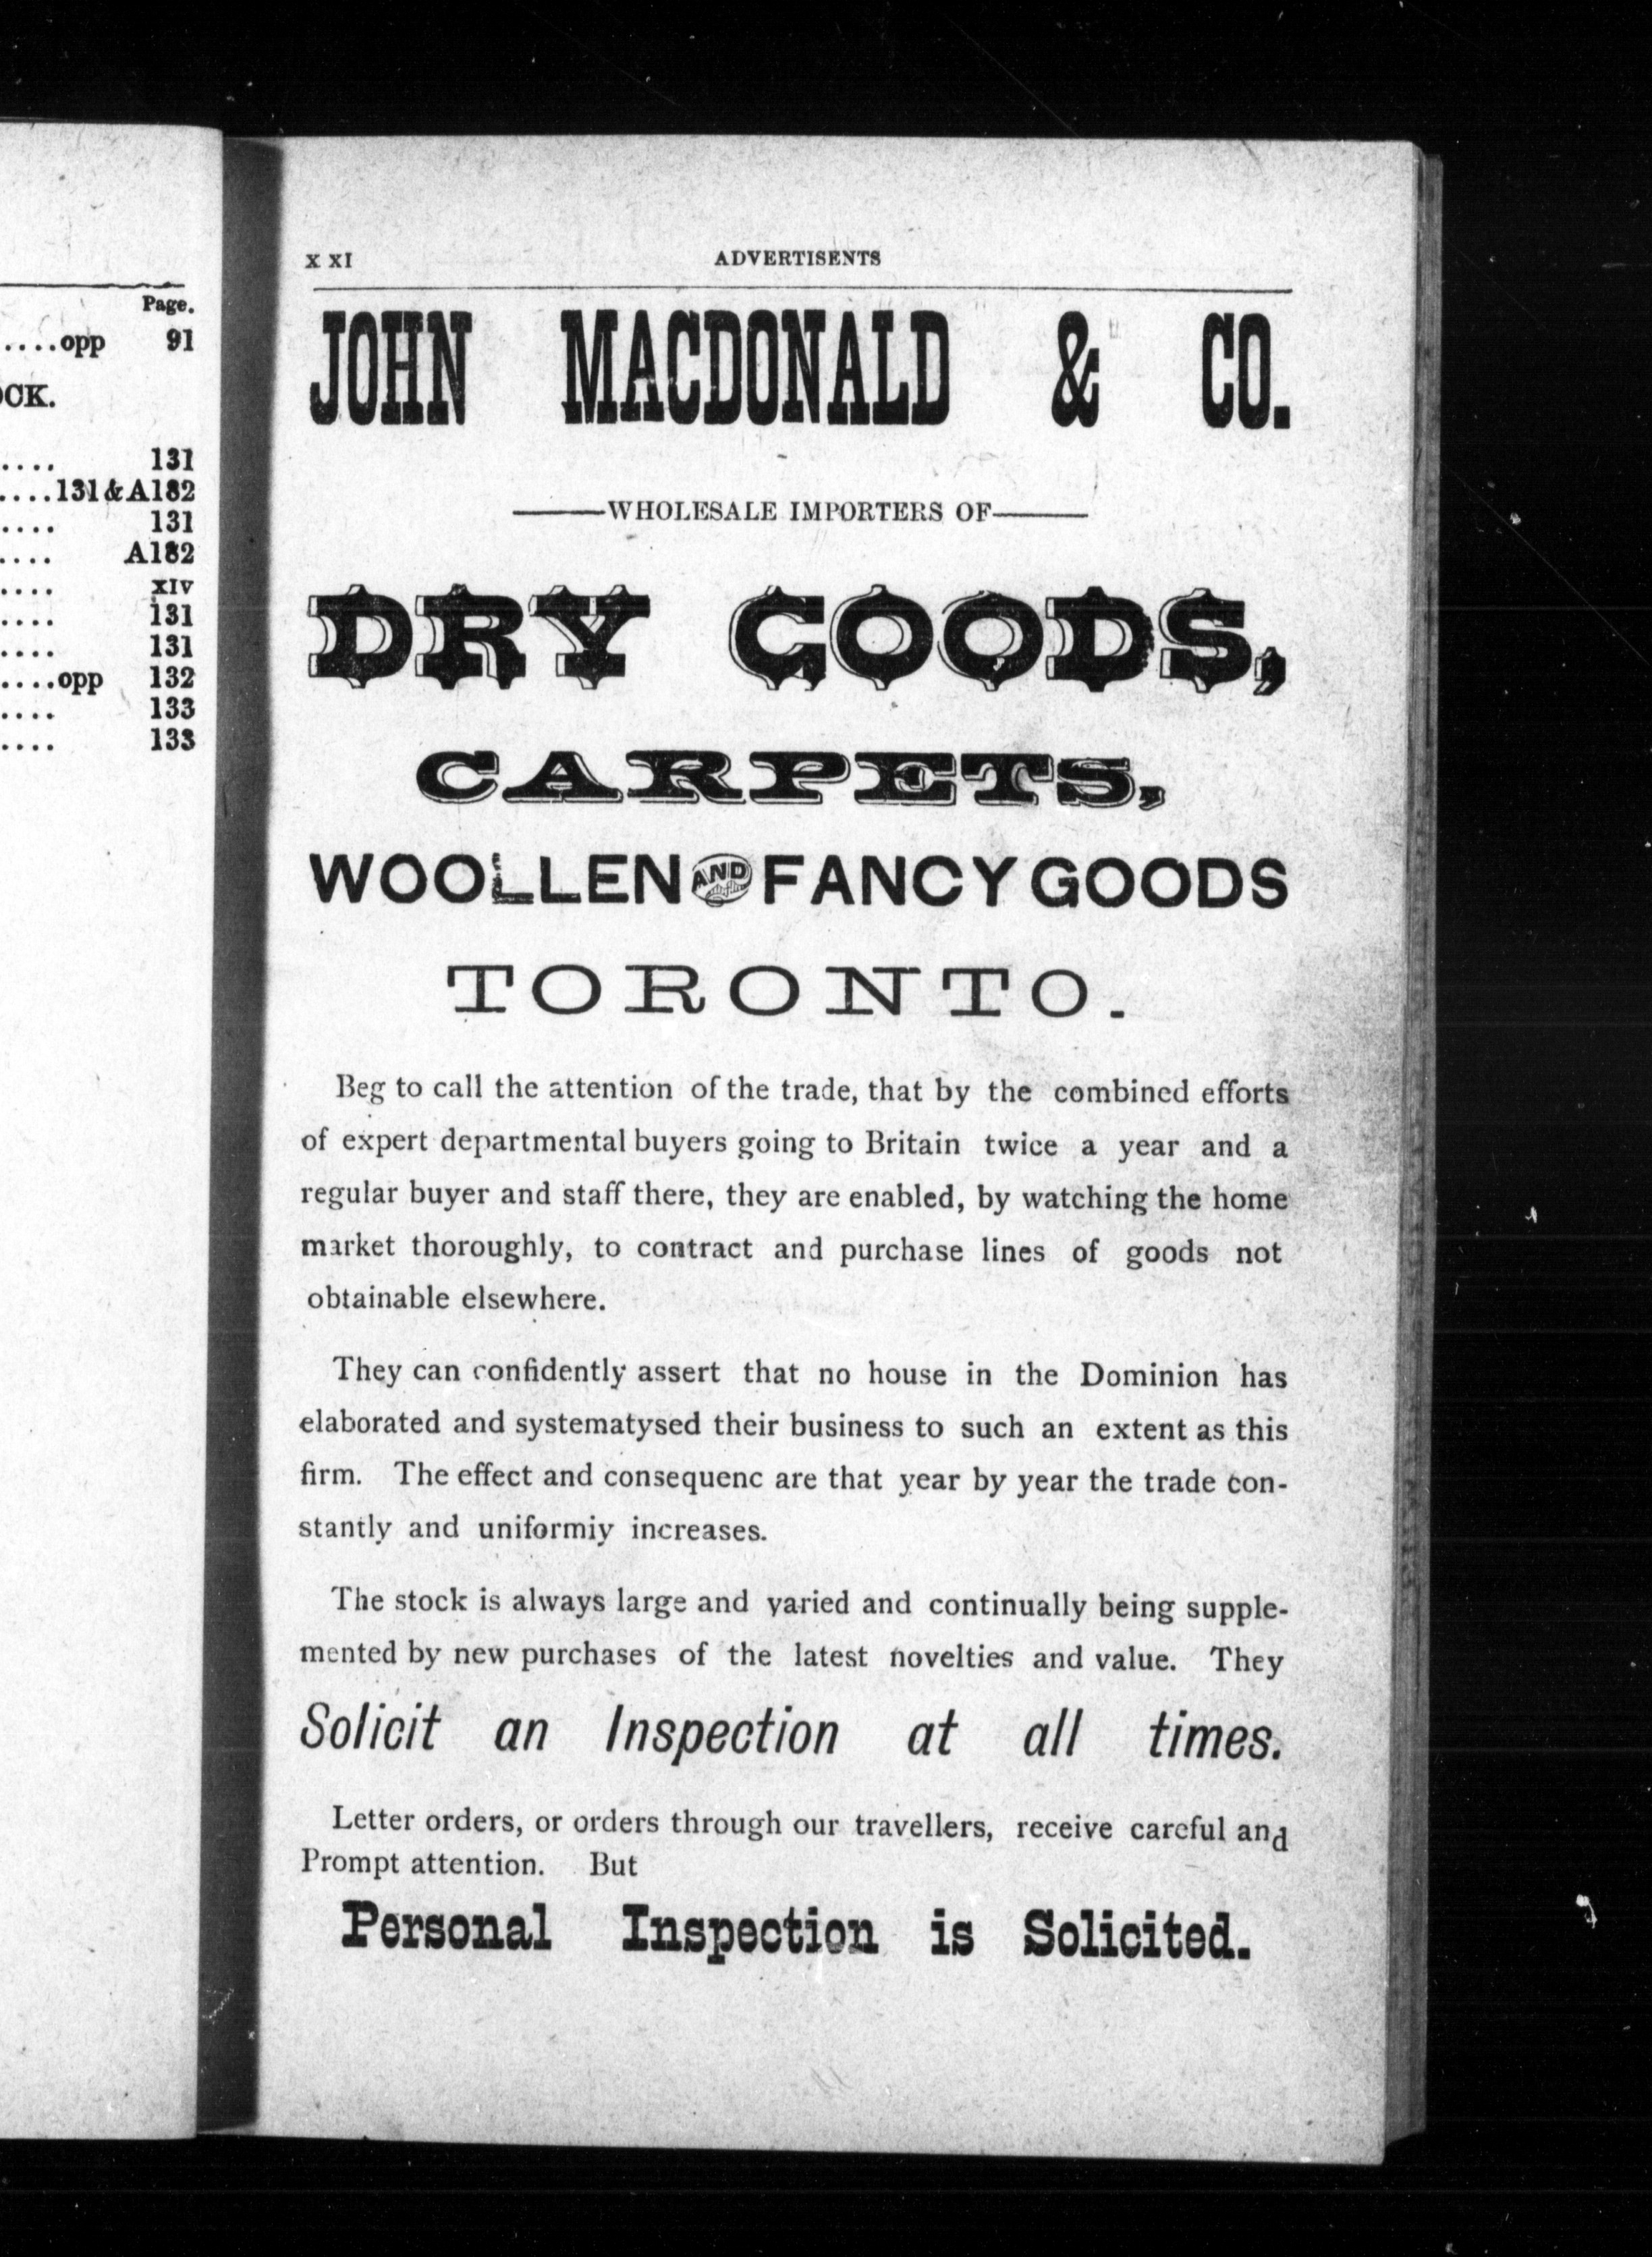 Page.
....opp 91
OCK.
.... 131
....131 & A182
.... 131
.... A182
.... xiv
.... 131
.... 131
....opp 132
.... 133
.... 133
x xI ADVERTISENTS
JOHN MACDONALD & CO.
WHOLESALE IMPORTERS OF
DRY GOODS,
CARPETS,
WOOLLEN AND FANCY GOODS
TORONTO.
Beg to call the attention of the trade, that by the combined efforts
of expert departmental buyers going to Britain twice a year and a
regular buyer and staff there, they are enabled, by watching the home
market thoroughly, to contract and purchase lines of goods not
obtainable elsewhere.
They can confidently assert that no house in the Dominion has
elaborated and systematysed their business to such an extent as this
firm. The effect and consequenc are that year by year the trade con-
stantly and uniformiy increases.
The stock is always large and varied and continually being supple-
mented by new purchases of the latest novelties and value. They
Solicit an Inspection at all times.
Letter orders, or orders through our travellers, receive careful and
Prompt attention. But
Personal Inspection is Solicited.